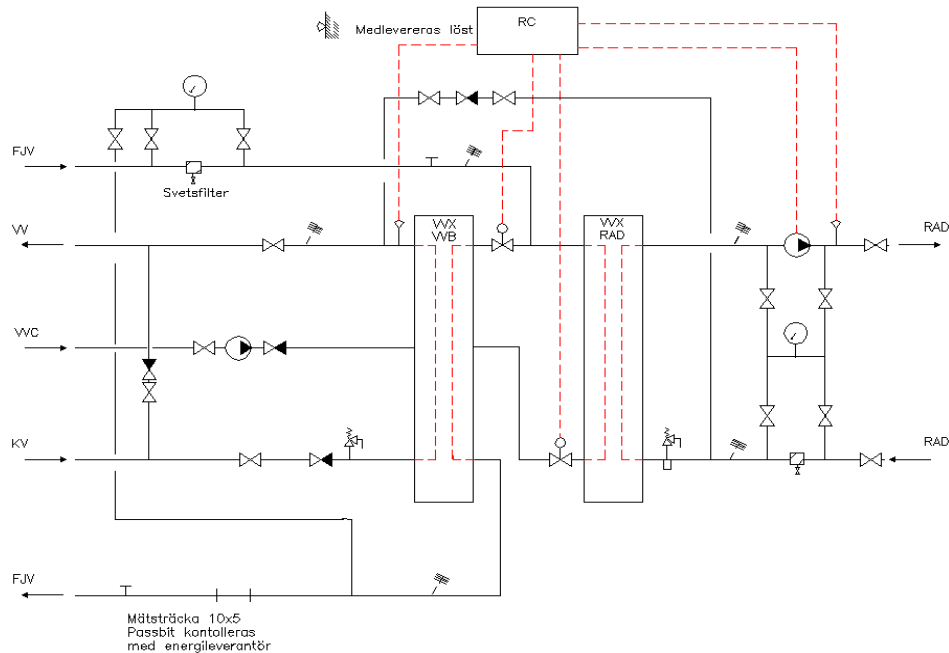 Medlevereras löst
RC
FJV
Svetsfilter
VV
VVX
VVB
VVX
RAD
RAD
VVC
KV
RAD
FJV
Mätsträcka 10x5
Passbit kontolleras
med energileverantör